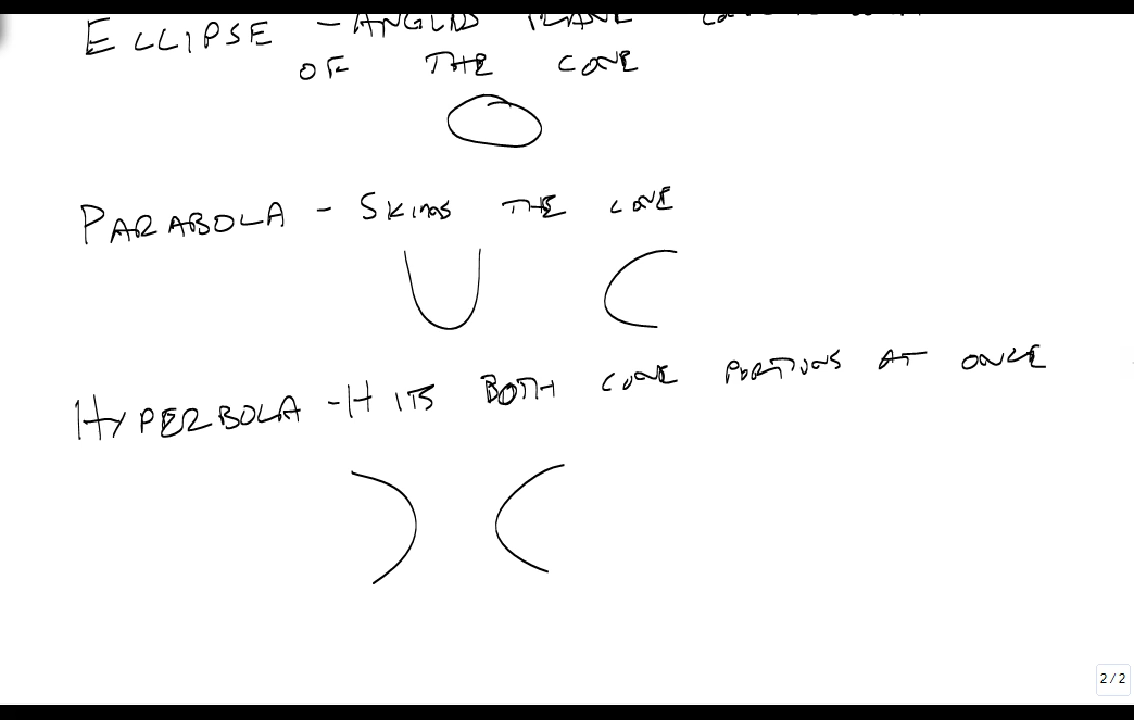 ELLIPSE - ANGLED PLANE
OF THE CONE
PARABOLA - SKIMS THE CONE
HYPERBOLA - HITS BOTH CONE PORTIONS AT ONCE
2/2